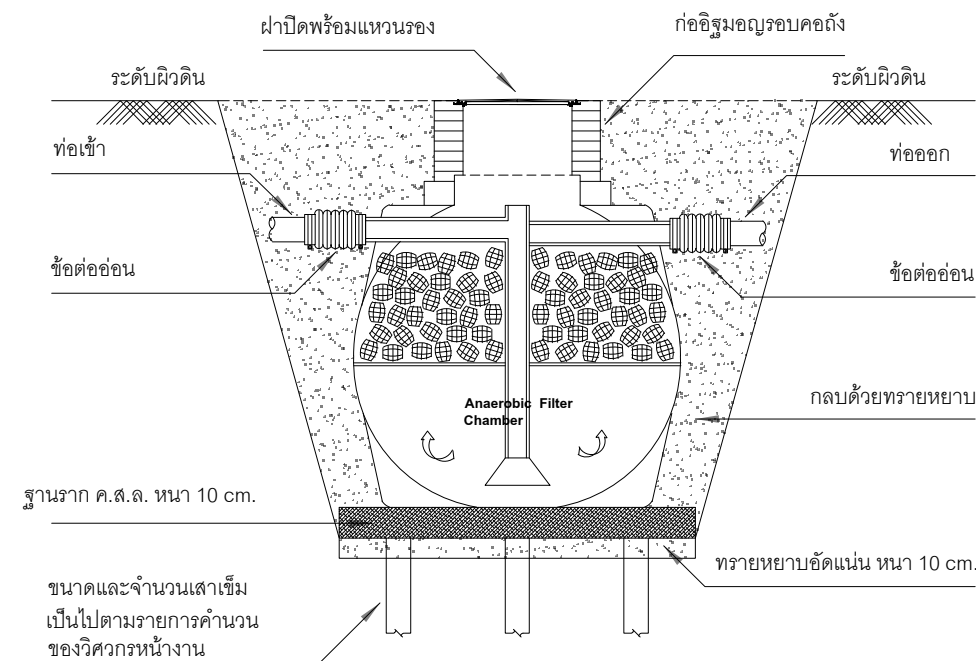 ฝาปิดพร้อมแหวนรอง
ก่ออิฐมอญรอบคอถัง
ระดับผิวดิน
ระดับผิวดิน
ท่อเข้า
ท่อออก
ข้อต่ออ่อน
ข้อต่ออ่อน
Anaerobic Filter
Chamber
กลบด้วยทรายหยาบ
ฐานราก ค.ส.ล. หนา 10 cm.
ทรายหยาบอัดแน่น หนา 10 cm.
ขนาดและจำนวนเสาเข็ม
เป็นไปตามรายการคำนวน
ของวิศวกรหน้างาน